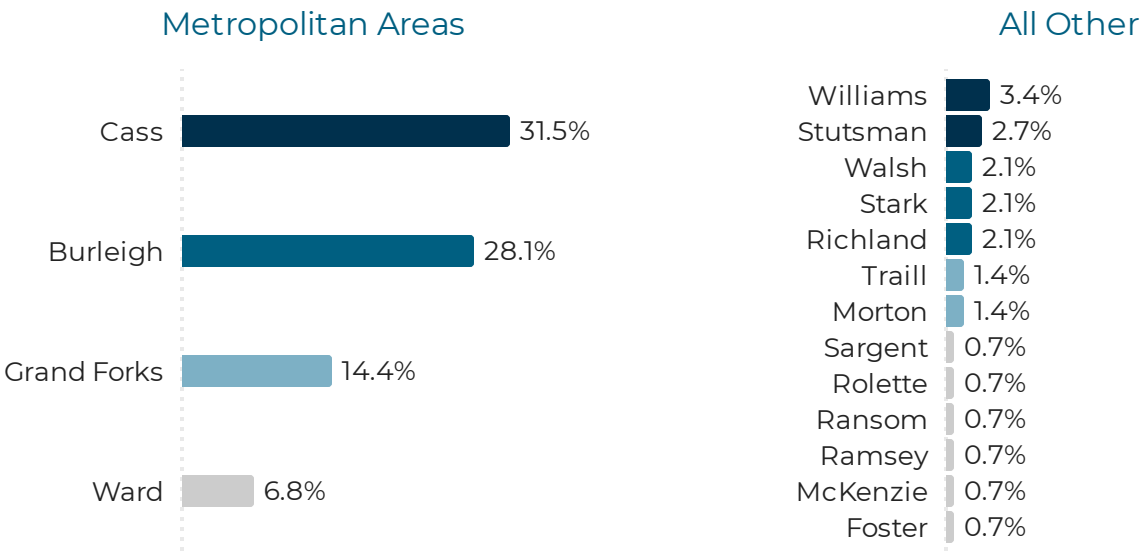 Metropolitan Areas
Cass 31.5%
Burleigh 28.1%
Grand Forks 14.4%
Ward 6.8%
All Other
Williams 3.4%
Stutsman 2.7%
Walsh 2.1%
Stark 2.1%
Richland 2.1%
Traill 1.4%
Morton 1.4%
Sargent 0.7%
Rolette 0.7%
Ransom 0.7%
Ramsey 0.7%
McKenzie 0.7%
Foster 0.7%